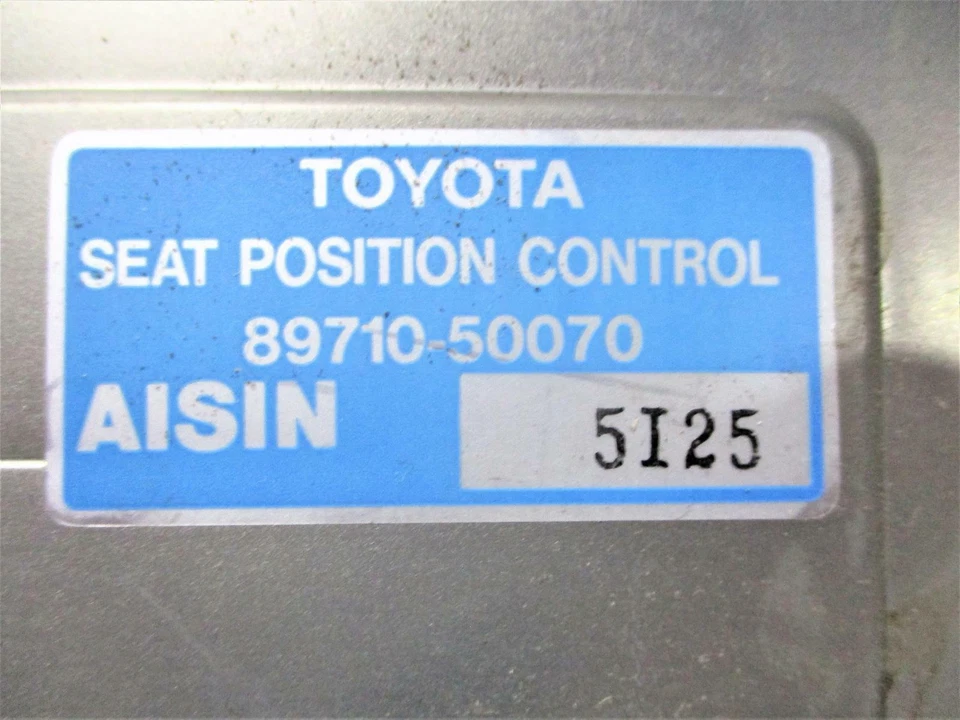 TOYOTA
SEAT POSITION CONTROL
89710-50070
AISIN
5I25